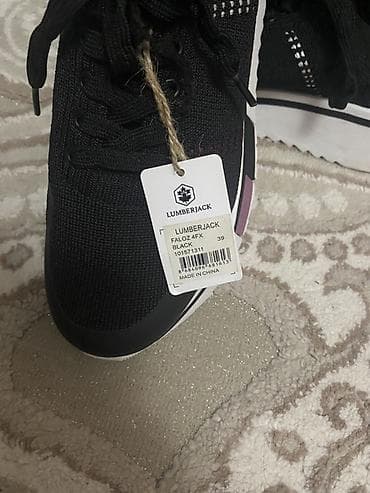 LUMBERJACK
LUMBERJACK
FALOZ 4FX
BLACK 39
101571311
MADE IN CHINA